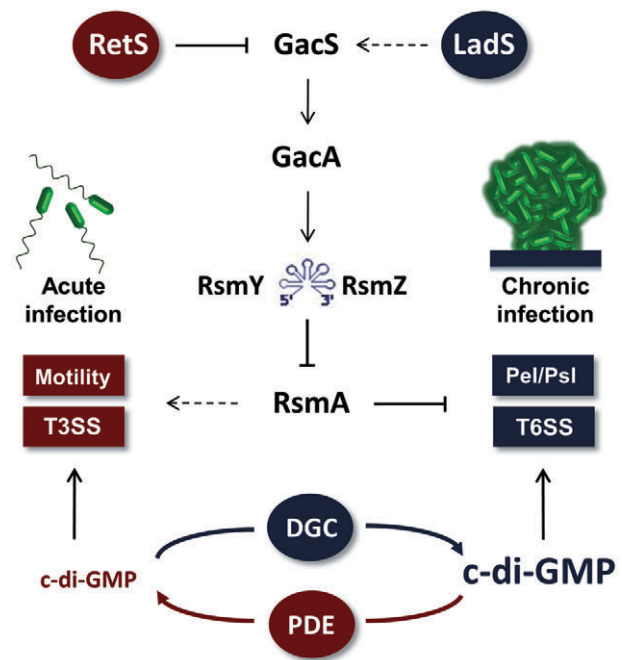 RetS
GacS
LadS
GacA
RsmY
5'
3'
RsmZ
Acute
infection
Chronic
infection
Motility
T3SS
RsmA
Pel/Psl
T6SS
DGC
c-di-GMP
c-di-GMP
PDE